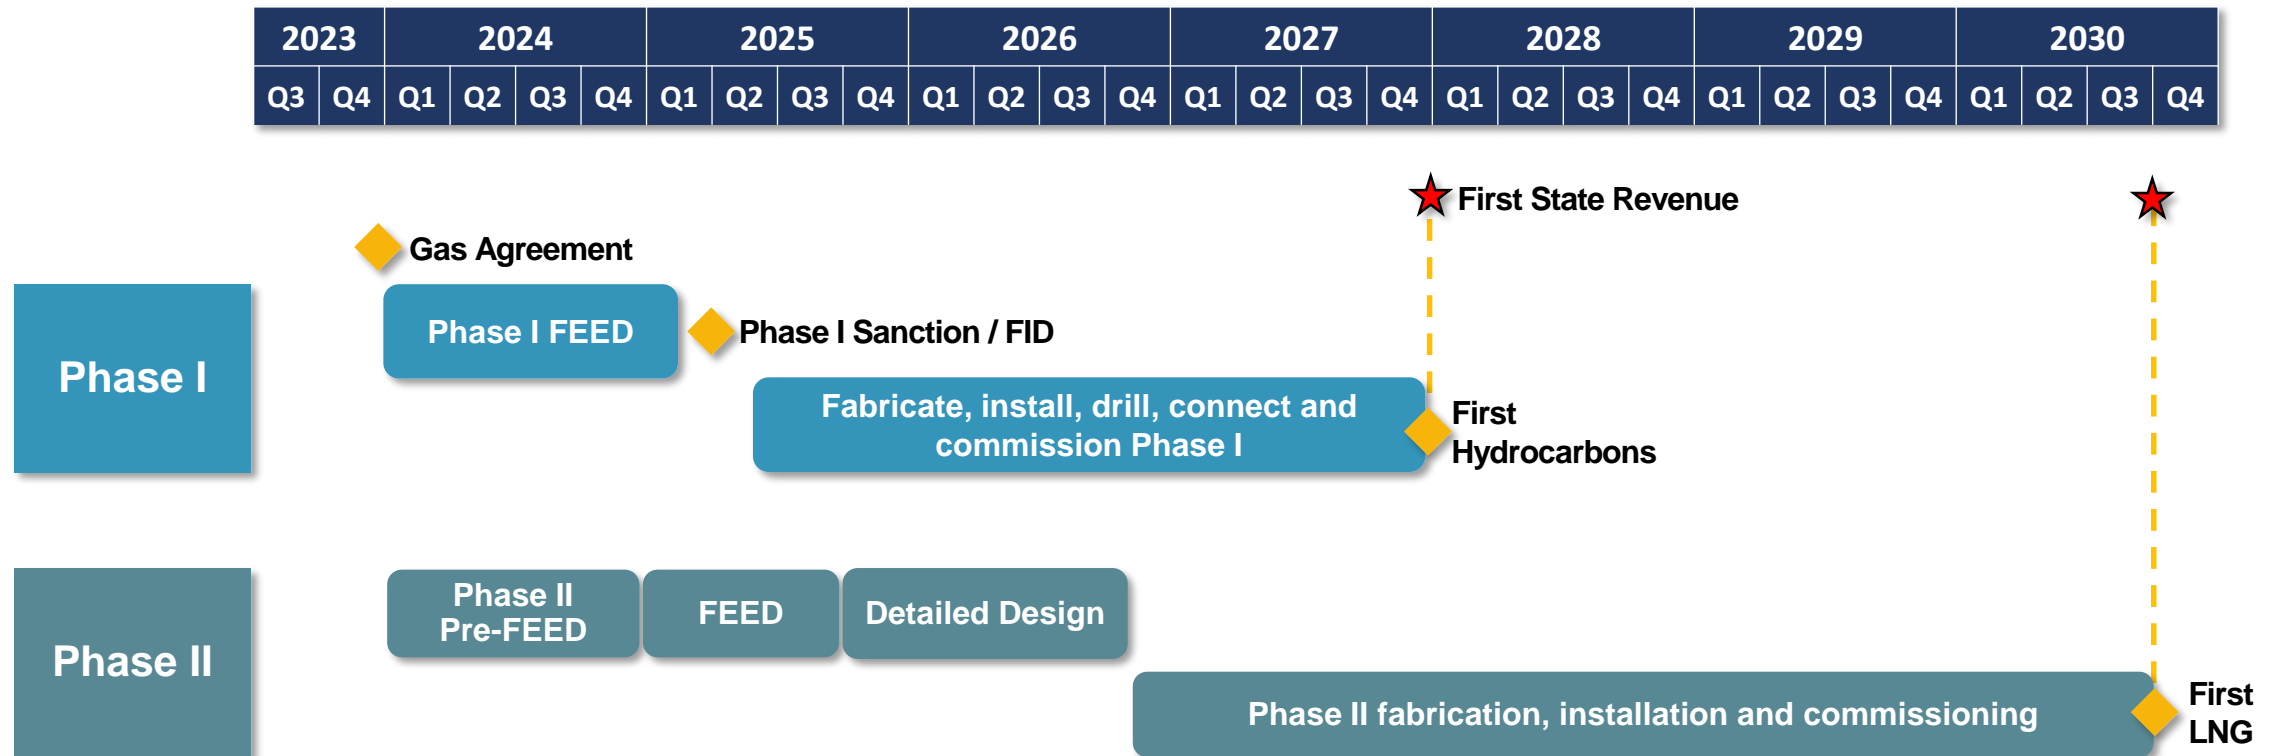 2023 2024 2025 2026 2027 2028 2029 2030
Q3 Q4 Q1 Q2 Q3 Q4 Q1 Q2 Q3 Q4 Q1 Q2 Q3 Q4 Q1 Q2 Q3 Q4 Q1 Q2 Q3 Q4 Q1 Q2 Q3 Q4 Q1 Q2 Q3 Q4
First State Revenue
Gas Agreement
Phase I
Phase I FEED
Phase I Sanction / FID
Fabricate, install, drill, connect and
commission Phase I
First
Hydrocarbons
Phase II
Phase II
Pre-FEED
FEED
Detailed Design
Phase II fabrication, installation and commissioning
First
LNG